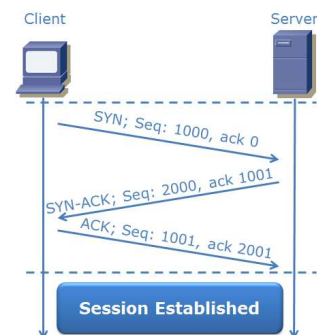 Client
Server
SYN; Seq: 1000, ack 0
SYN-ACK; Seq: 2000, ack 1001
ACK; Seq: 1001, ack 2001
Session Established